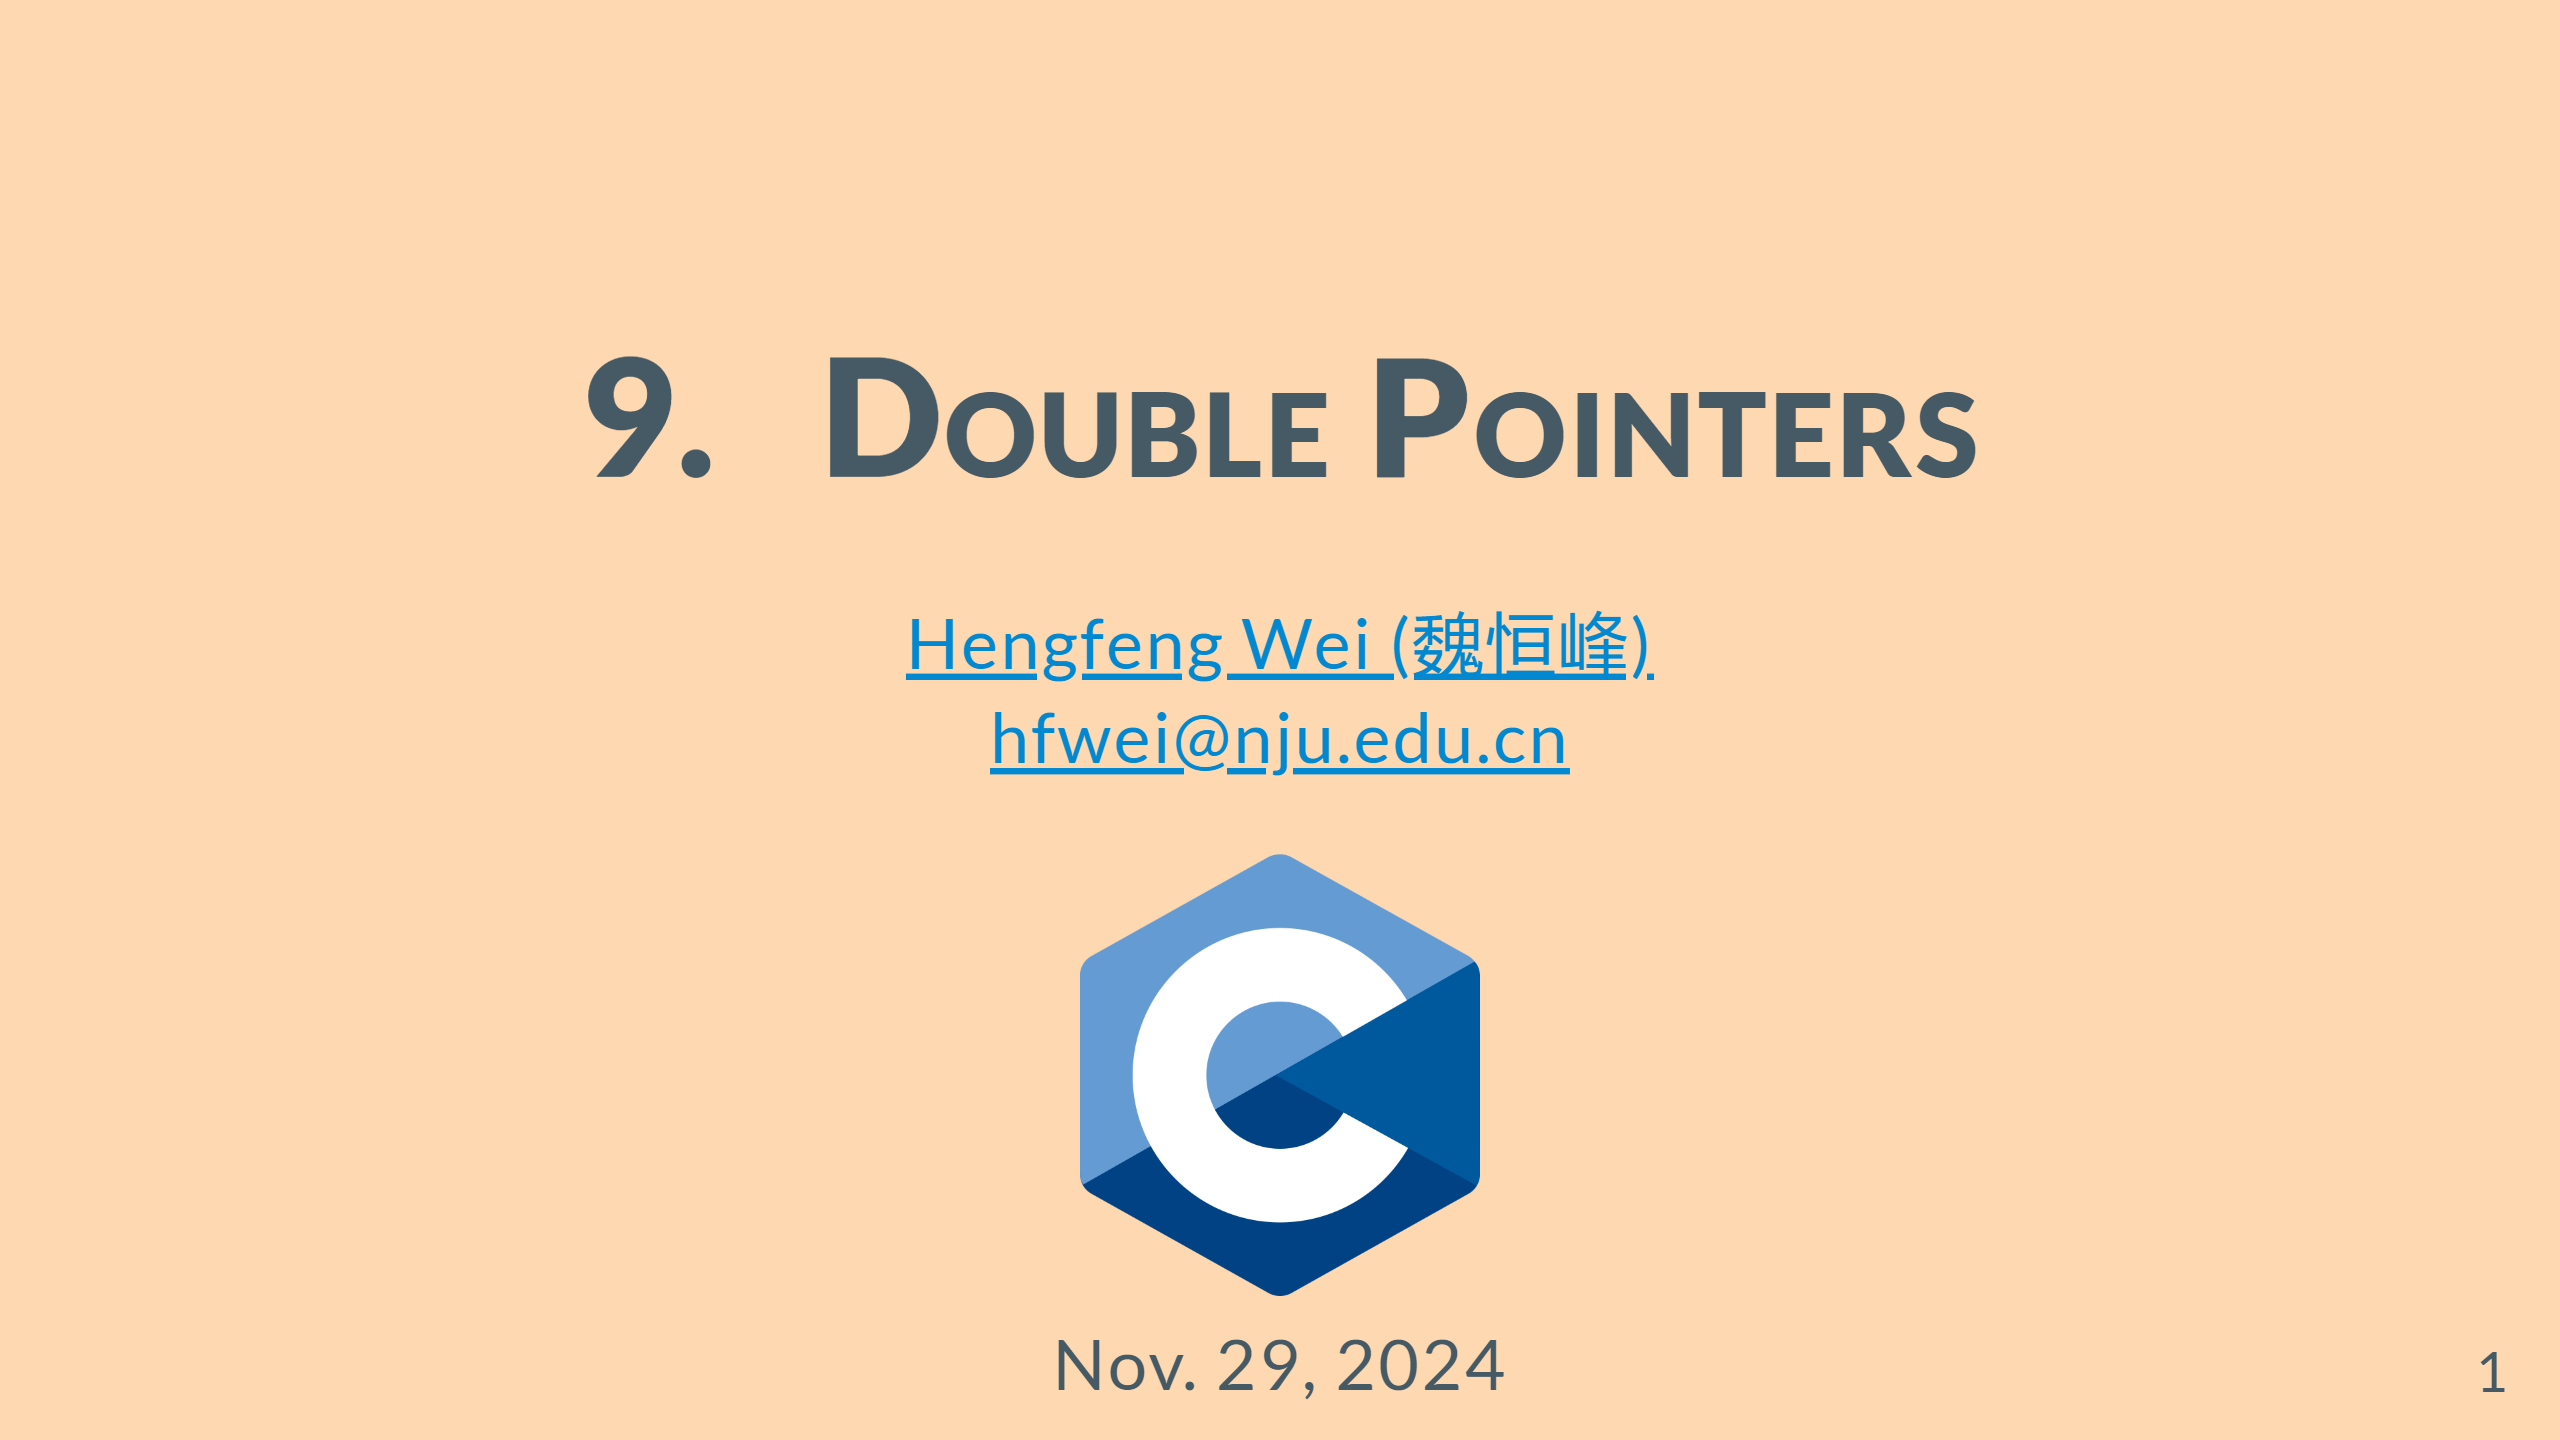 9. Double Pointers
Hengfeng Wei (魏恒峰)
hfwei@nju.edu.cn
C
Nov. 29, 2024
1